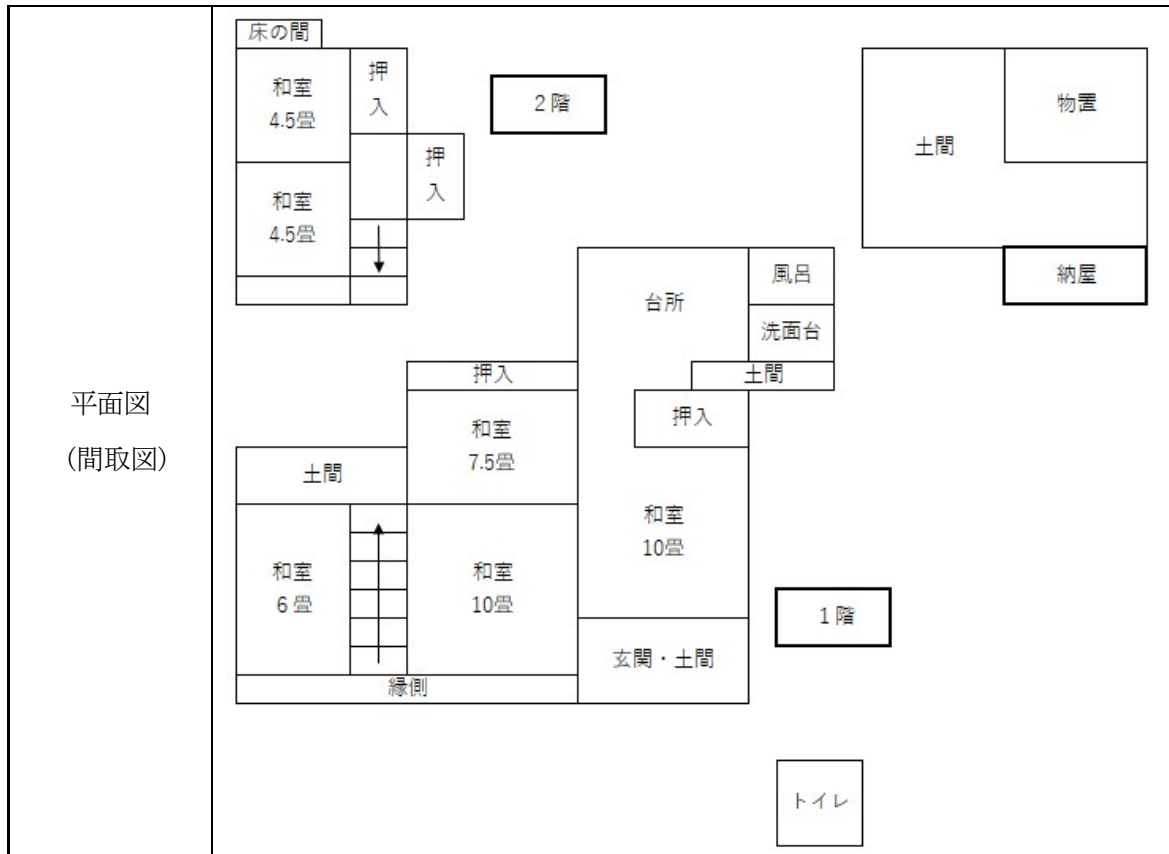 平面図
(間取図)
床の間
和室
4.5畳
押
入
和室
4.5畳
押
入
2階
土間
物置
納屋
台所
風呂
洗面台
土間
押入
押入
和室
7.5畳
土間
和室
6畳
和室
10畳
和室
10畳
1階
玄関・土間
縁側
トイレ